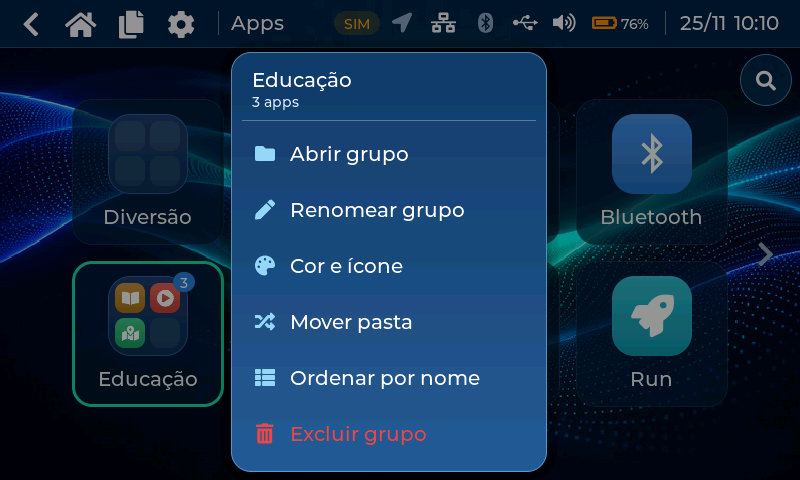 Apps
SIM
76%
25/11 10:10
Educação
3 apps
Abrir grupo
Renomear grupo
Cor e ícone
Mover pasta
Ordenar por nome
Excluir grupo
Diversão
Bluetooth
3
Educação
Run